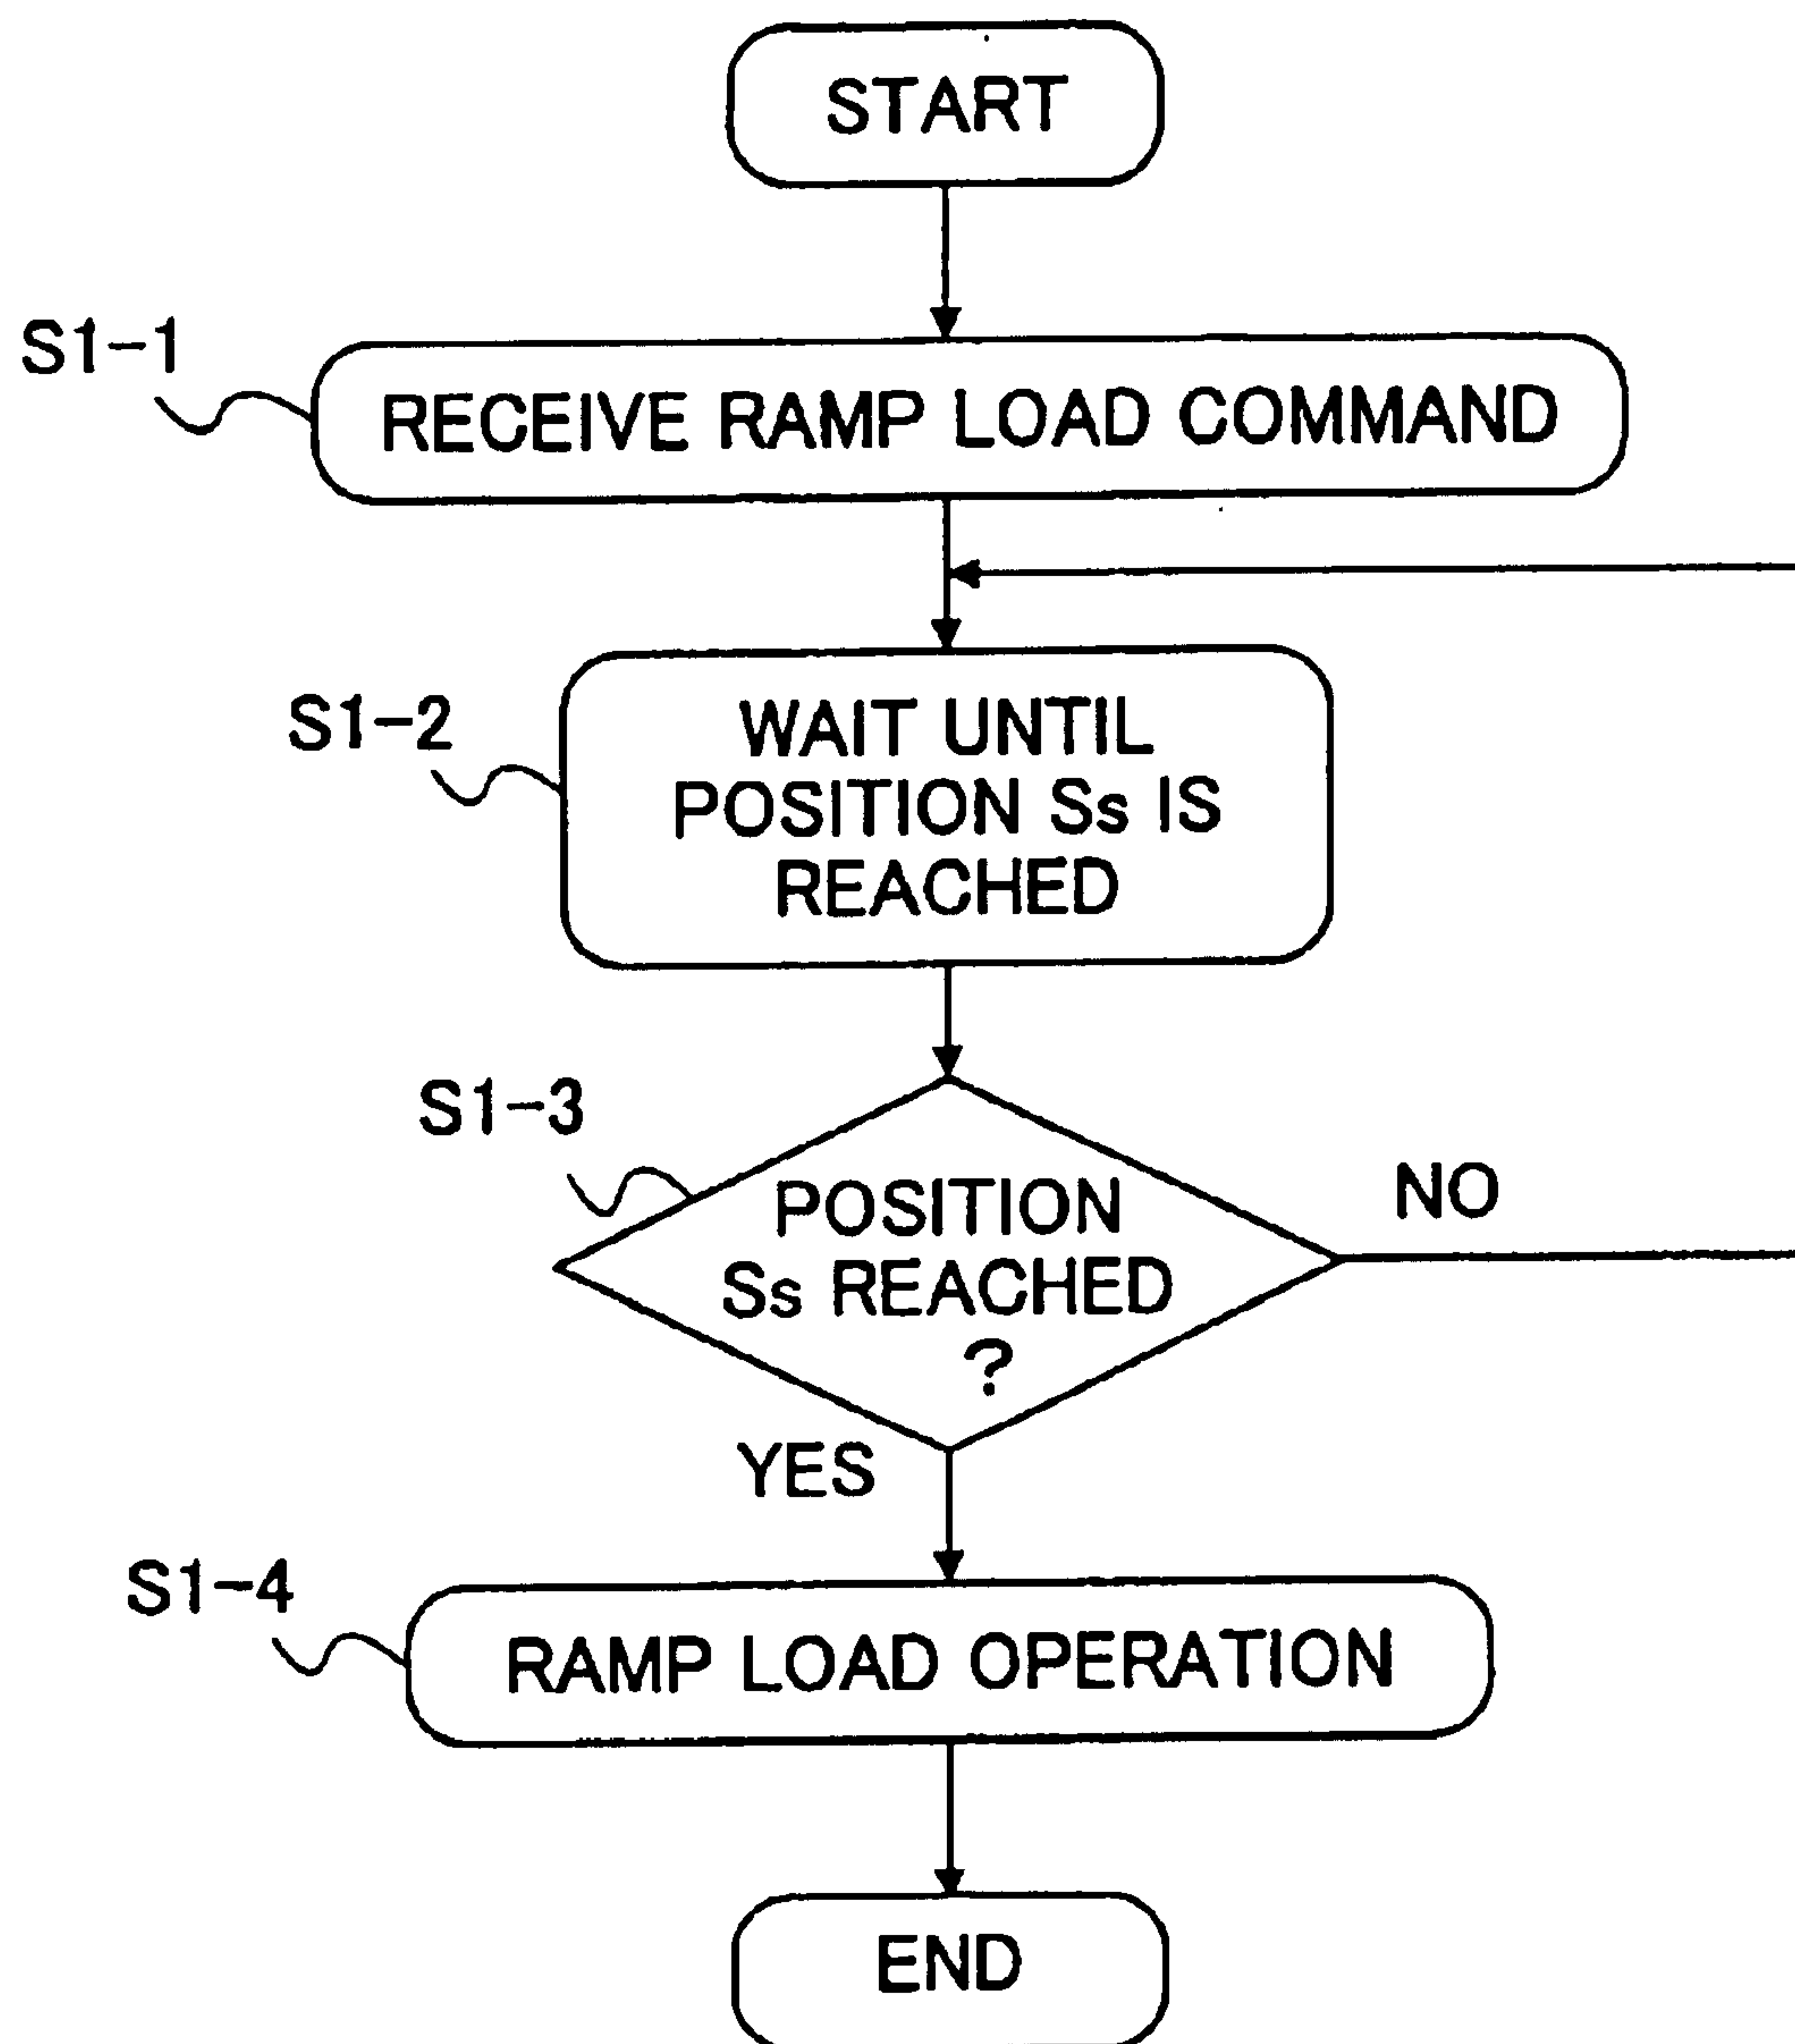 START
S1-1
RECEIVE RAMP LOAD COMMAND
S1-2
WAIT UNTIL
POSITION Ss IS
REACHED
S1-3
POSITION
Ss REACHED
?
NO
YES
S1-4
RAMP LOAD OPERATION
END